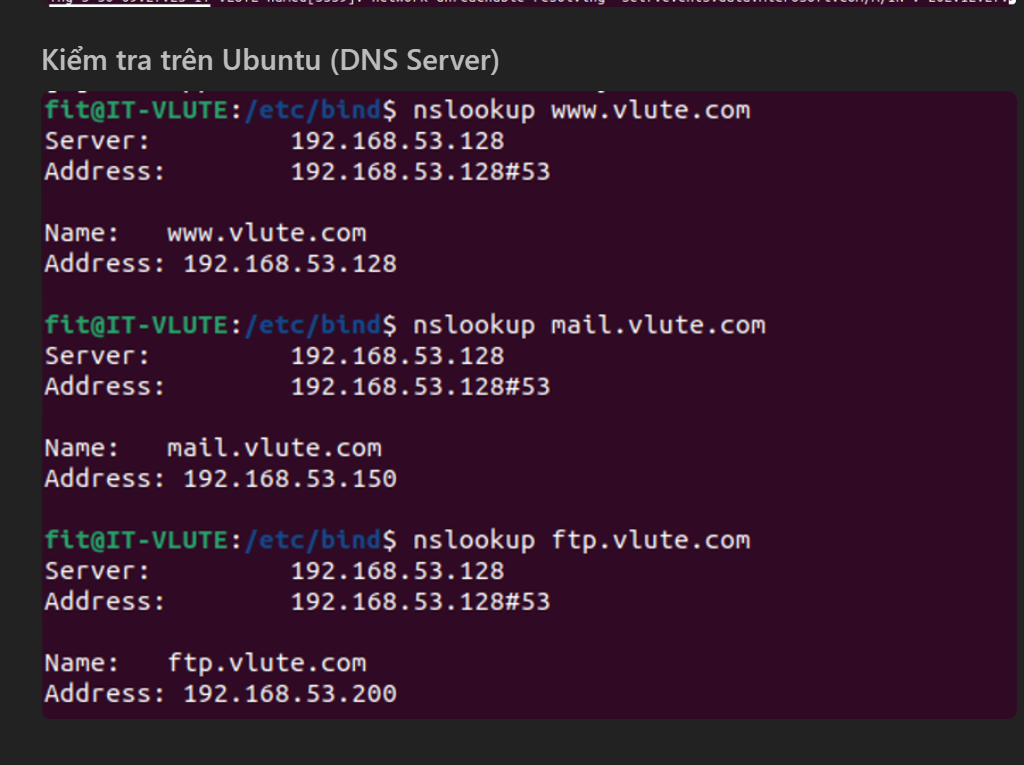 Kiểm tra trên Ubuntu (DNS Server)
fit@IT-VLUTE:/etc/bind$ nslookup www.vlute.com
Server: 192.168.53.128
Address: 192.168.53.128#53
Name: www.vlute.com
Address: 192.168.53.128
fit@IT-VLUTE:/etc/bind$ nslookup mail.vlute.com
Server: 192.168.53.128
Address: 192.168.53.128#53
Name: mail.vlute.com
Address: 192.168.53.150
fit@IT-VLUTE:/etc/bind$ nslookup ftp.vlute.com
Server: 192.168.53.128
Address: 192.168.53.128#53
Name: ftp.vlute.com
Address: 192.168.53.200